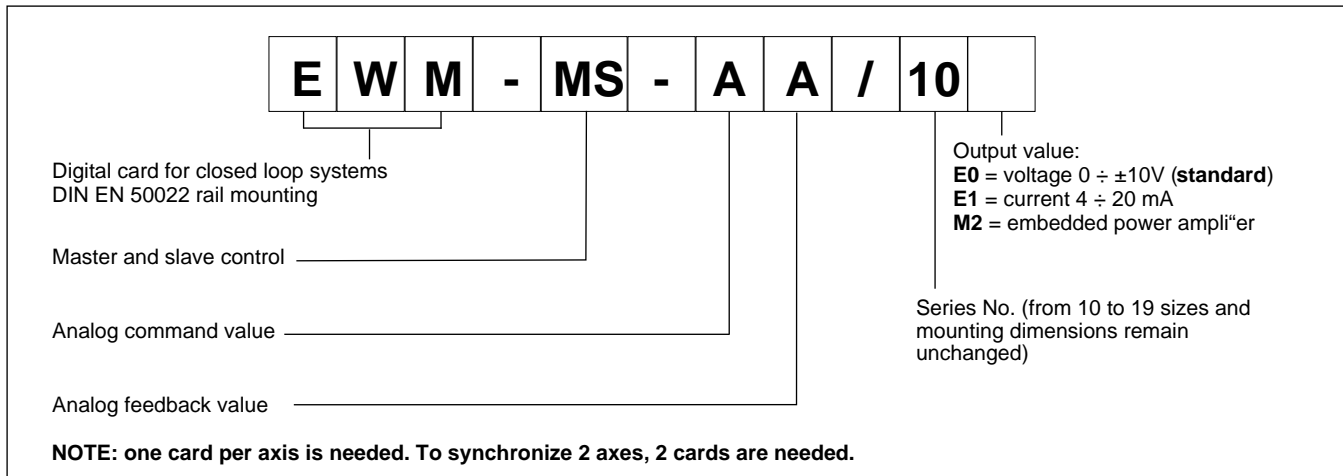 E W M - MS - A A / 10
Digital card for closed loop systems
DIN EN 50022 rail mounting
Master and slave control
Analog command value
Analog feedback value
Output value:
E0 = voltage 0 ÷ ±10V (standard)
E1 = current 4 ÷ 20 mA
M2 = embedded power ampli“er
Series No. (from 10 to 19 sizes and
mounting dimensions remain
unchanged)
NOTE: one card per axis is needed. To synchronize 2 axes, 2 cards are needed.